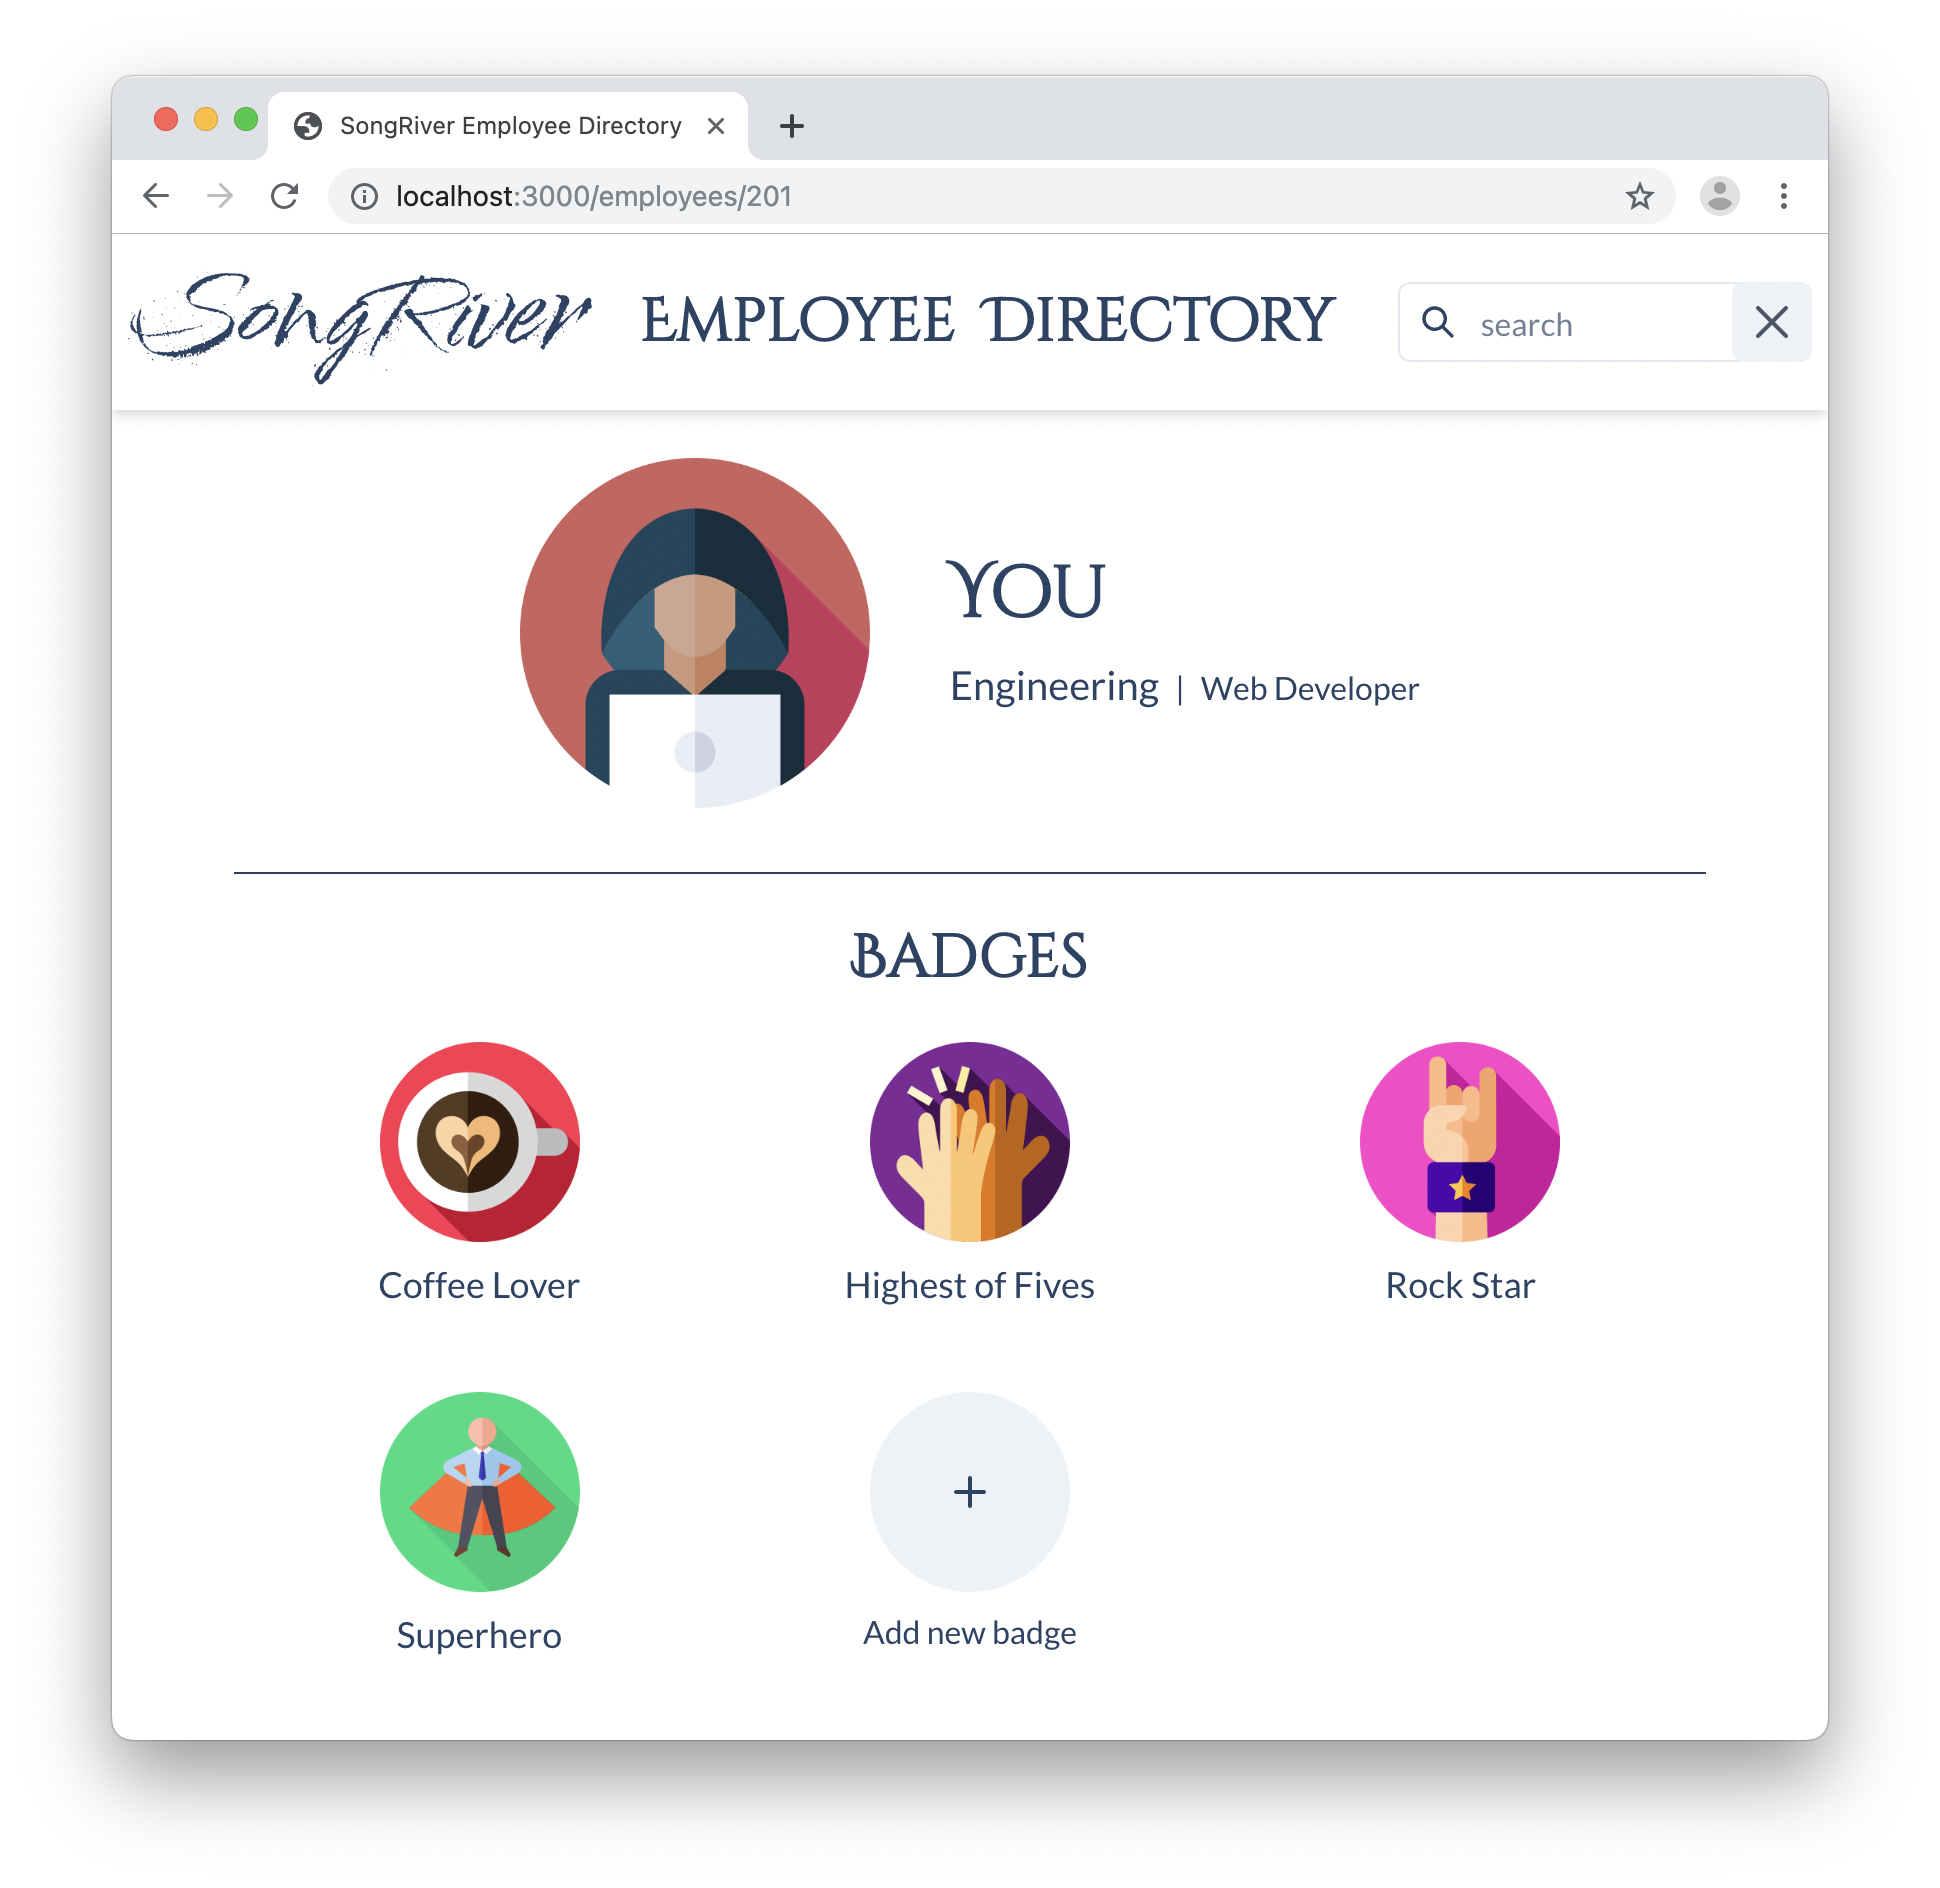 SongRiver Employee Directory
localhost:3000/employees/201
SongRiver EMPLOYEE DIRECTORY search
YOU
Engineering | Web Developer
BADGES
Coffee Lover Highest of Fives Rock Star
Superhero Add new badge